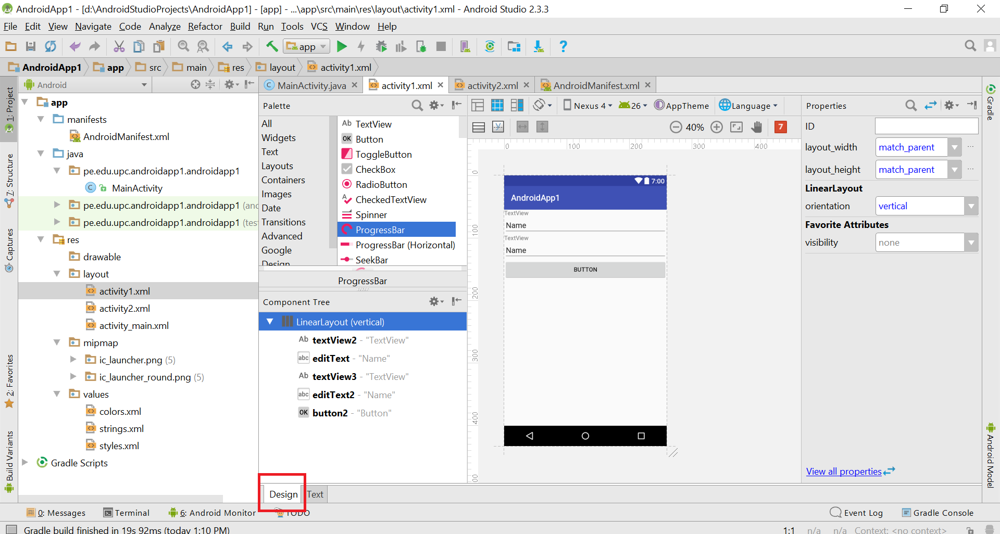 AndroidApp1 - [d:\AndroidStudioProjects\AndroidApp1] - [app] - ...\app\src\main\res\layout\activity1.xml - Android Studio 2.3.3
File Edit View Navigate Code Analyze Refactor Build Run Tools VCS Window Help
app
AndroidApp1 app src main res layout activity1.xml
1: Project
7: Structure
Captures
2: Favorites
Build Variants
Android
app
manifests
AndroidManifest.xml
java
pe.edu.upc.androidapp1.androidapp1
MainActivity
pe.edu.upc.androidapp1.androidapp1 (and
pe.edu.upc.androidapp1.androidapp1 (tes
res
drawable
layout
activity1.xml
activity2.xml
activity_main.xml
mipmap
ic_launcher.png (5)
ic_launcher_round.png (5)
values
colors.xml
strings.xml
styles.xml
Gradle Scripts
MainActivity.java activity1.xml activity2.xml AndroidManifest.xml
Palette
All
Widgets
Text
Layouts
Containers
Images
Date
Transitions
Advanced
Google
Design
Ab TextView
OK Button
ToggleButton
CheckBox
RadioButton
CheckedTextView
Spinner
ProgressBar
ProgressBar (Horizontal)
SeekBar
ProgressBar
Component Tree
LinearLayout (vertical)
Ab textView2 - "TextView"
abc editText - "Name"
Ab textView3 - "TextView"
abc editText2 - "Name"
OK button2 - "Button"
Design Text
Nexus 4 26 AppTheme Language
40% 7
0 100 200 300 400
0
100
200
300
400
00
7:00
AndroidApp1
TextView
Name
TextView
Name
BUTTON
Properties
ID
layout_width match_parent ...
layout_height match_parent ...
LinearLayout
orientation vertical
Favorite Attributes
visibility none
View all properties
Gradle
Android Model
0: Messages Terminal 6: Android Monitor TODO Event Log Gradle Console
Gradle build finished in 19s 92ms (today 1:10 PM) 1:1 n/a n/a Context: <no context>